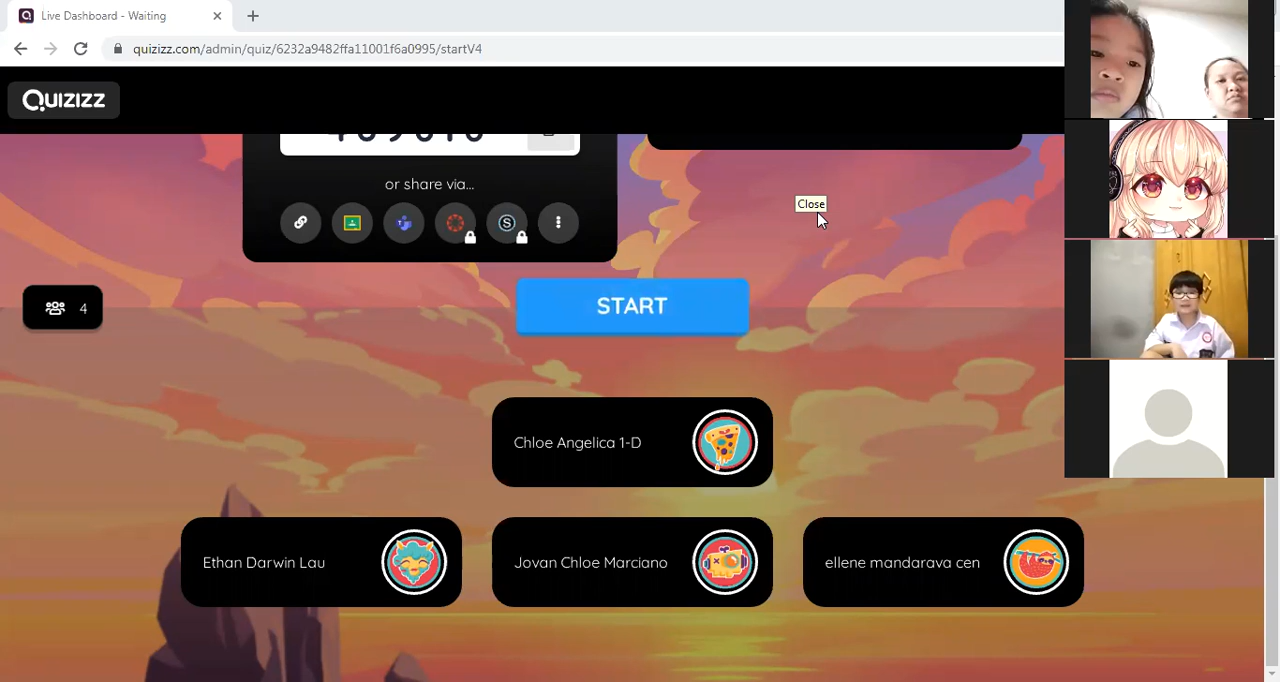 Live Dashboard - Waiting
quizizz.com/admin/quiz/6232a9482ffa11001f6a0995/startV4
Quizizz
or share via...
Close
START
4
Chloe Angelica 1-D
Ethan Darwin Lau
Jovan Chloe Marciano
ellene mandarava cen